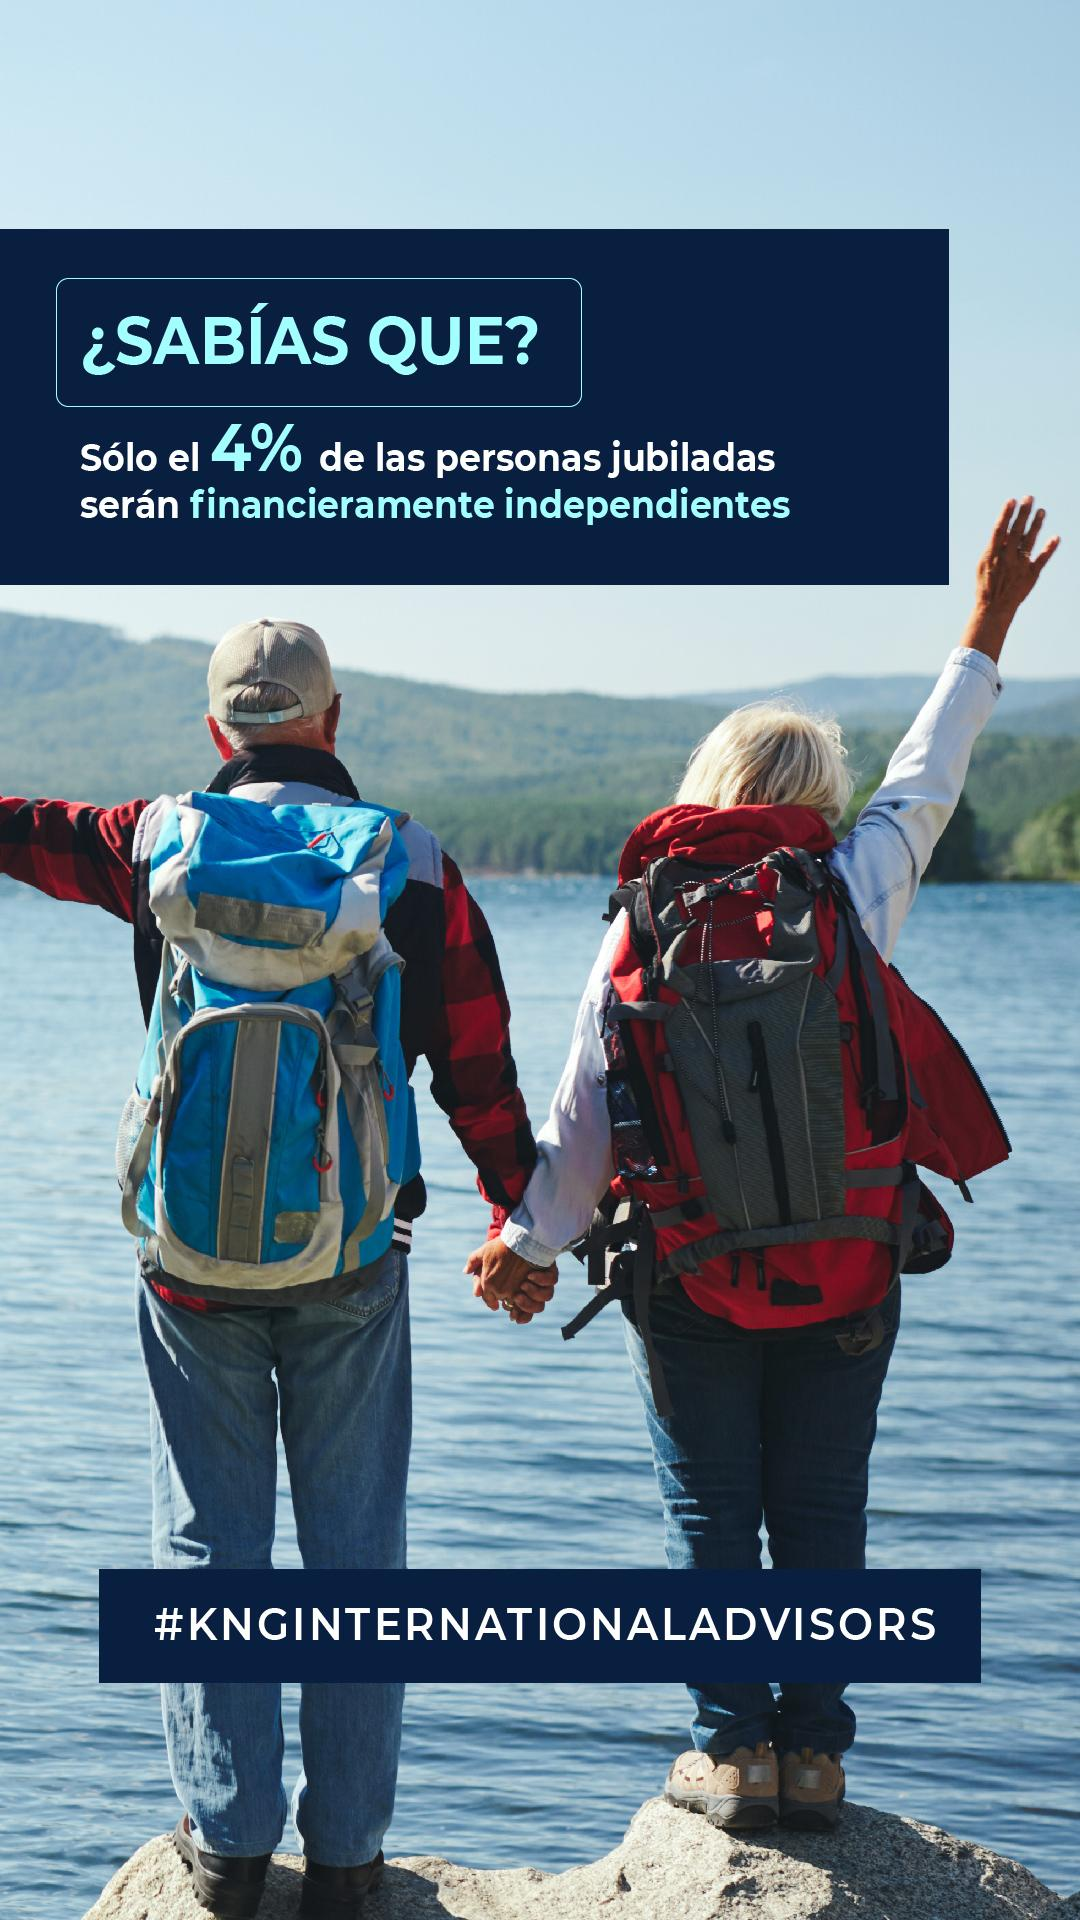 ¿SABÍAS QUE?
Sólo el 4% de las personas jubiladas
serán financieramente independientes
#KNGINTERNATIONALADVISORS